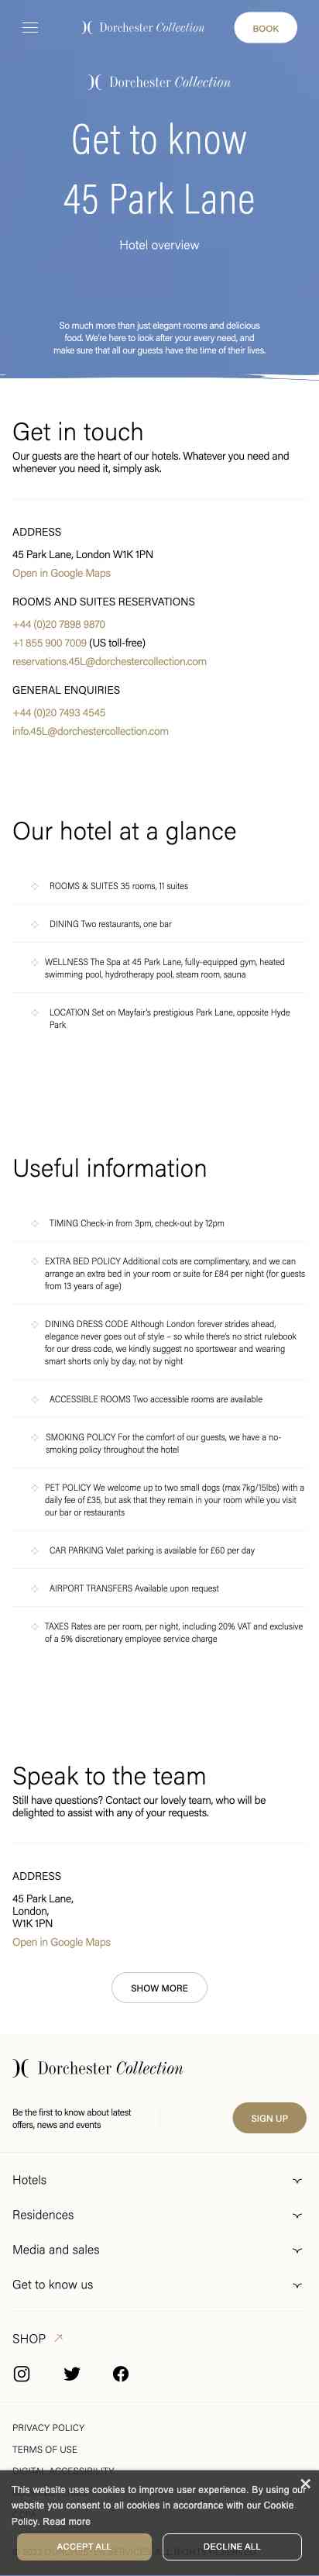 Dorchester Collection
BOOK
Dorchester Collection
Get to know
45 Park Lane
Hotel overview
So much more than just elegant rooms and delicious
food. We're here to look after your every need, and
make sure that all our guests have the time of their lives.
Get in touch
Our guests are the heart of our hotels. Whatever you need and
whenever you need it, simply ask.
ADDRESS
45 Park Lane, London W1K 1PN
Open in Google Maps
ROOMS AND SUITES RESERVATIONS
+44 (0)20 7898 9870
+1 855 900 7009 (US toll-free)
reservations.45L@dorchestercollection.com
GENERAL ENQUIRIES
+44 (0)20 7493 4545
info.45L@dorchestercollection.com
Our hotel at a glance
ROOMS & SUITES 35 rooms, 11 suites
DINING Two restaurants, one bar
WELLNESS The Spa at 45 Park Lane, fully-equipped gym, heated
swimming pool, hydrotherapy pool, steam room, sauna
LOCATION Set on Mayfair's prestigious Park Lane, opposite Hyde
Park
Useful information
TIMING Check-in from 3pm, check-out by 12pm
EXTRA BED POLICY Additional cots are complimentary, and we can
arrange an extra bed in your room or suite for £84 per night (for guests
from 13 years of age)
DINING DRESS CODE Although London forever strides ahead,
elegance never goes out of style – so while there's no strict rulebook
for our dress code, we kindly suggest no sportswear and wearing
smart shorts only by day, not by night
ACCESSIBLE ROOMS Two accessible rooms are available
SMOKING POLICY For the comfort of our guests, we have a no-
smoking policy throughout the hotel
PET POLICY We welcome up to two small dogs (max 7kg/15lbs) with a
daily fee of £35, but ask that they remain in your room while you visit
our bar or restaurants
CAR PARKING Valet parking is available for £60 per day
AIRPORT TRANSFERS Available upon request
TAXES Rates are per room, per night, including 20% VAT and exclusive
of a 5% discretionary employee service charge
Speak to the team
Still have questions? Contact our lovely team, who will be
delighted to assist with any of your requests.
ADDRESS
45 Park Lane,
London,
W1K 1PN
Open in Google Maps
SHOW MORE
Dorchester Collection
Be the first to know about latest
offers, news and events
SIGN UP
Hotels
Residences
Media and sales
Get to know us
SHOP
PRIVACY POLICY
TERMS OF USE
DIGITAL ACCESSIBILITY
This website uses cookies to improve user experience. By using our
website you consent to all cookies in accordance with our Cookie
Policy. Read more
ACCEPT ALL
DECLINE ALL